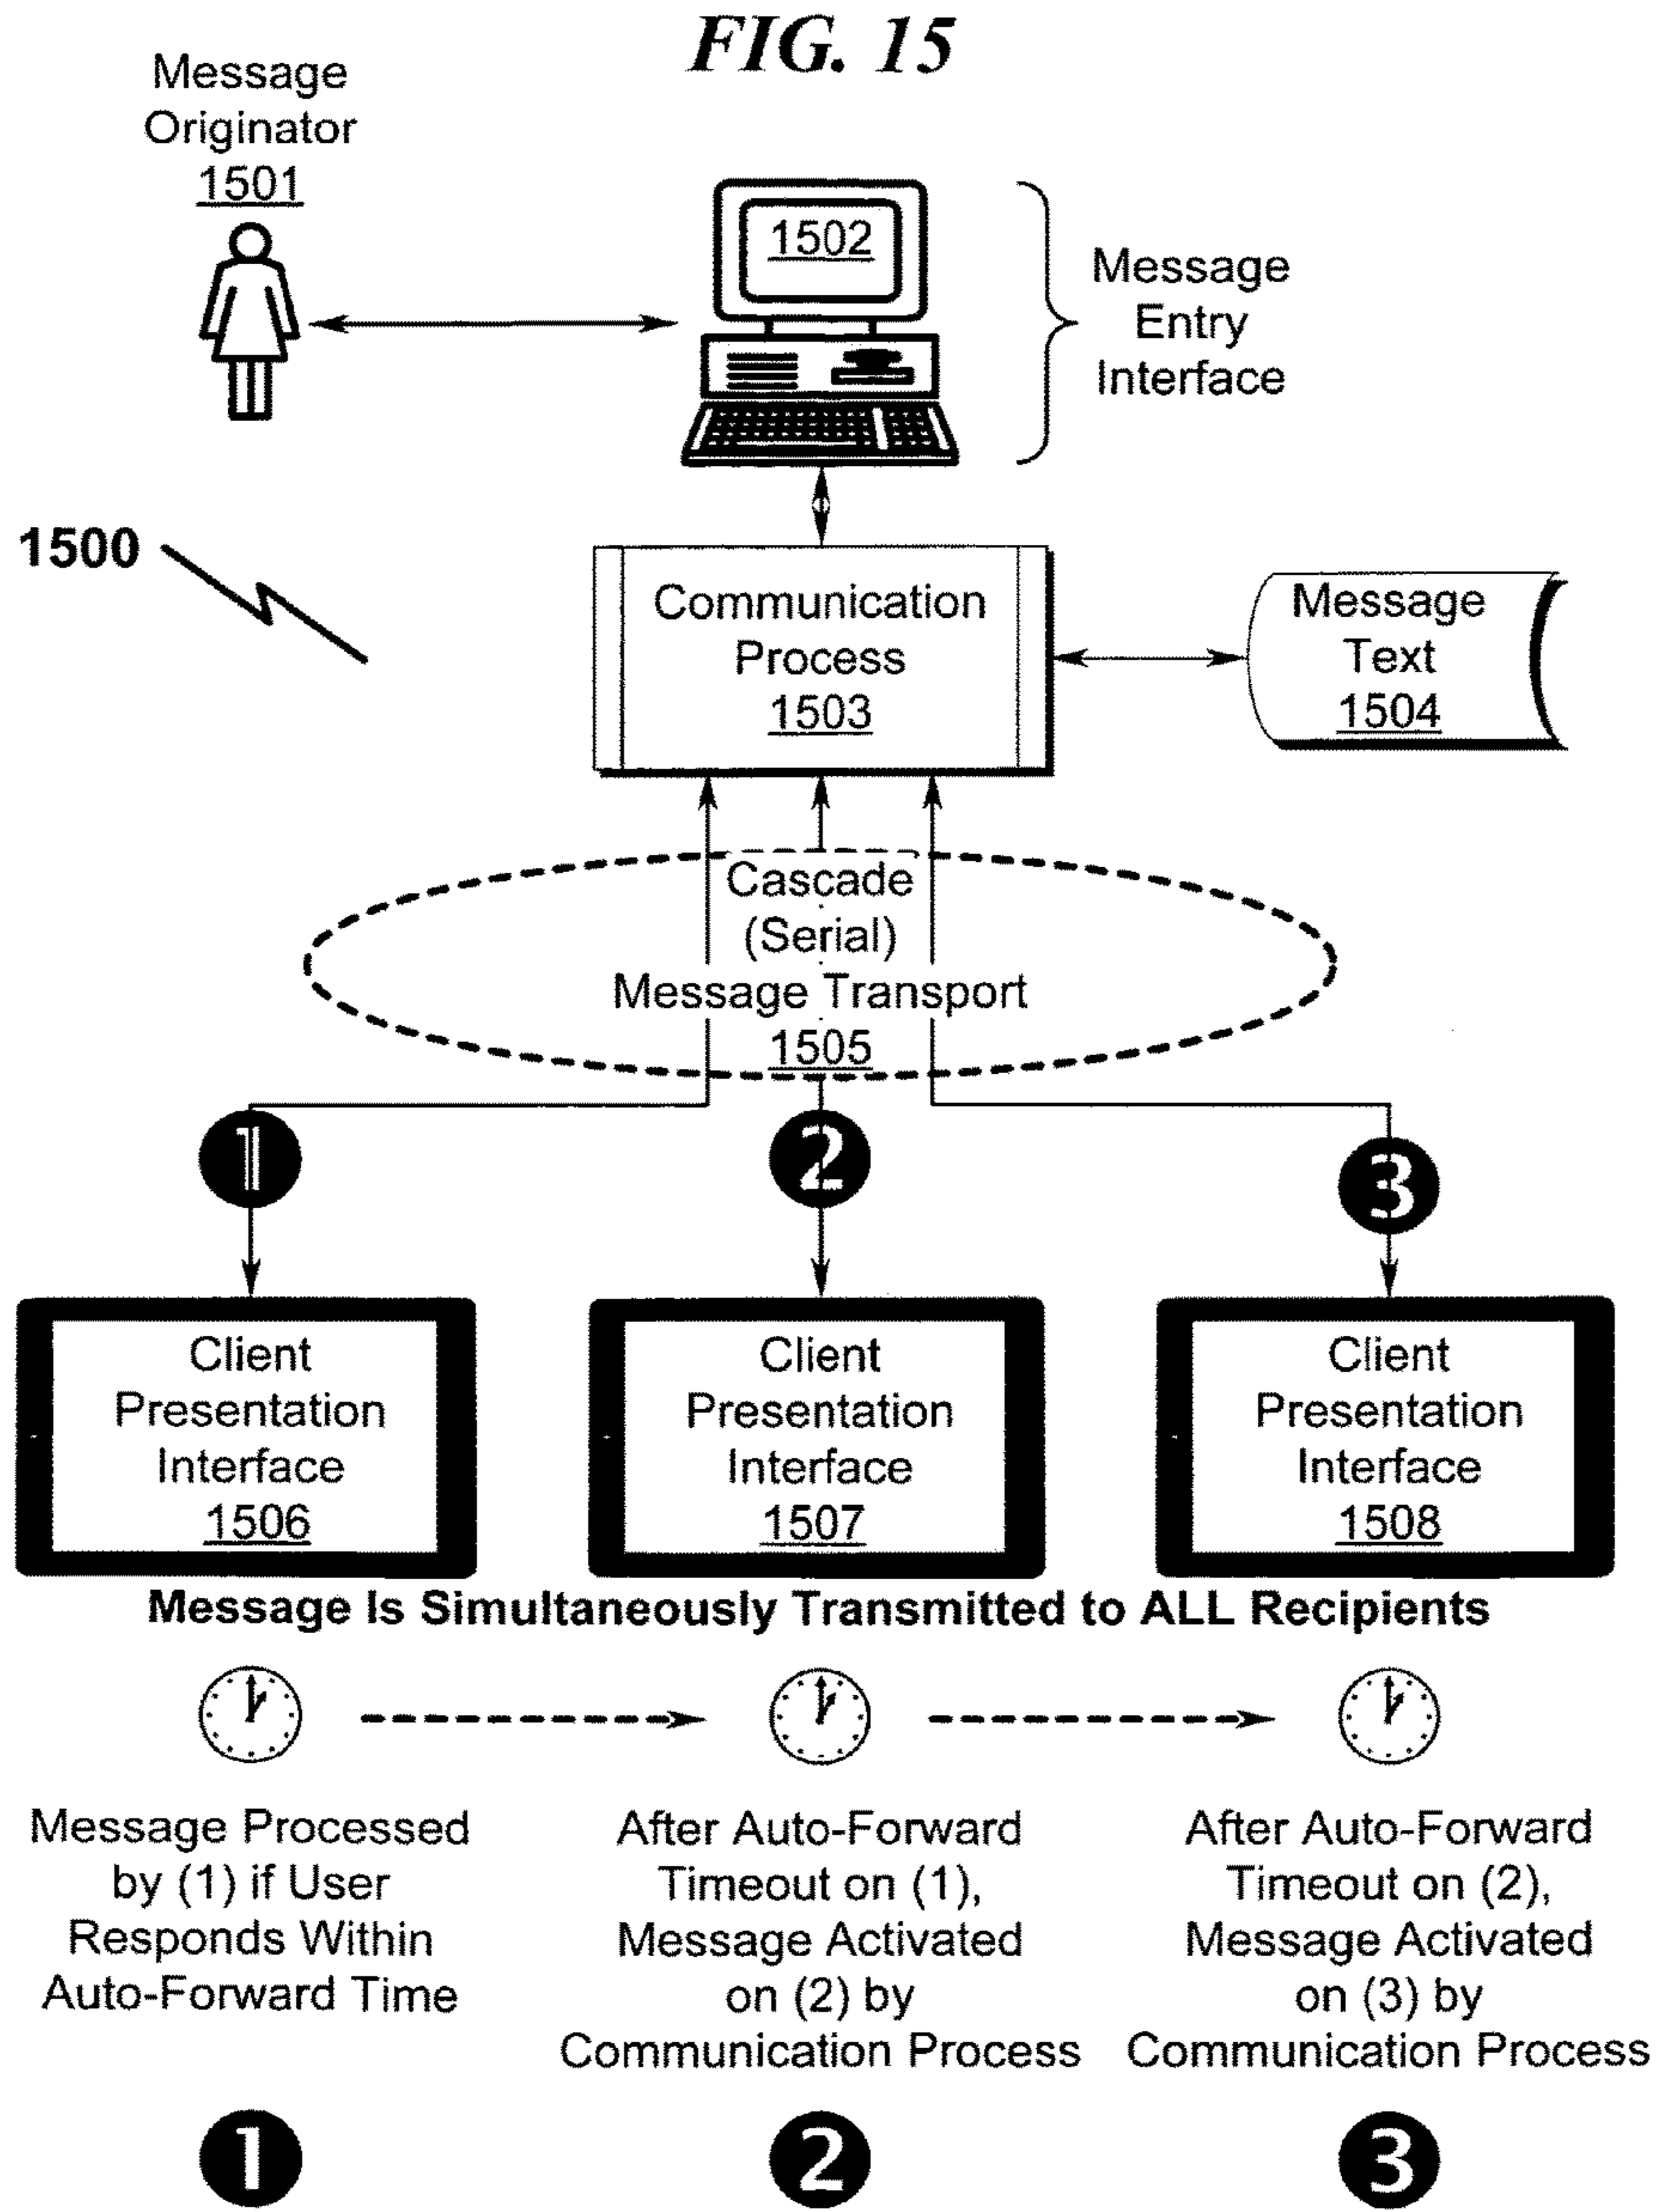 FIG. 15
Message
Originator
1501
1502
Message
Entry
Interface
1500
Communication
Process
1503
Message
Text
1504
Cascade
(Serial)
Message Transport
1505
1
2
3
Client
Presentation
Interface
1506
Client
Presentation
Interface
1507
Client
Presentation
Interface
1508
Message Is Simultaneously Transmitted to ALL Recipients
Message Processed
by (1) if User
Responds Within
Auto-Forward Time
After Auto-Forward
Timeout on (1),
Message Activated
on (2) by
Communication Process
After Auto-Forward
Timeout on (2),
Message Activated
on (3) by
Communication Process
1
2
3